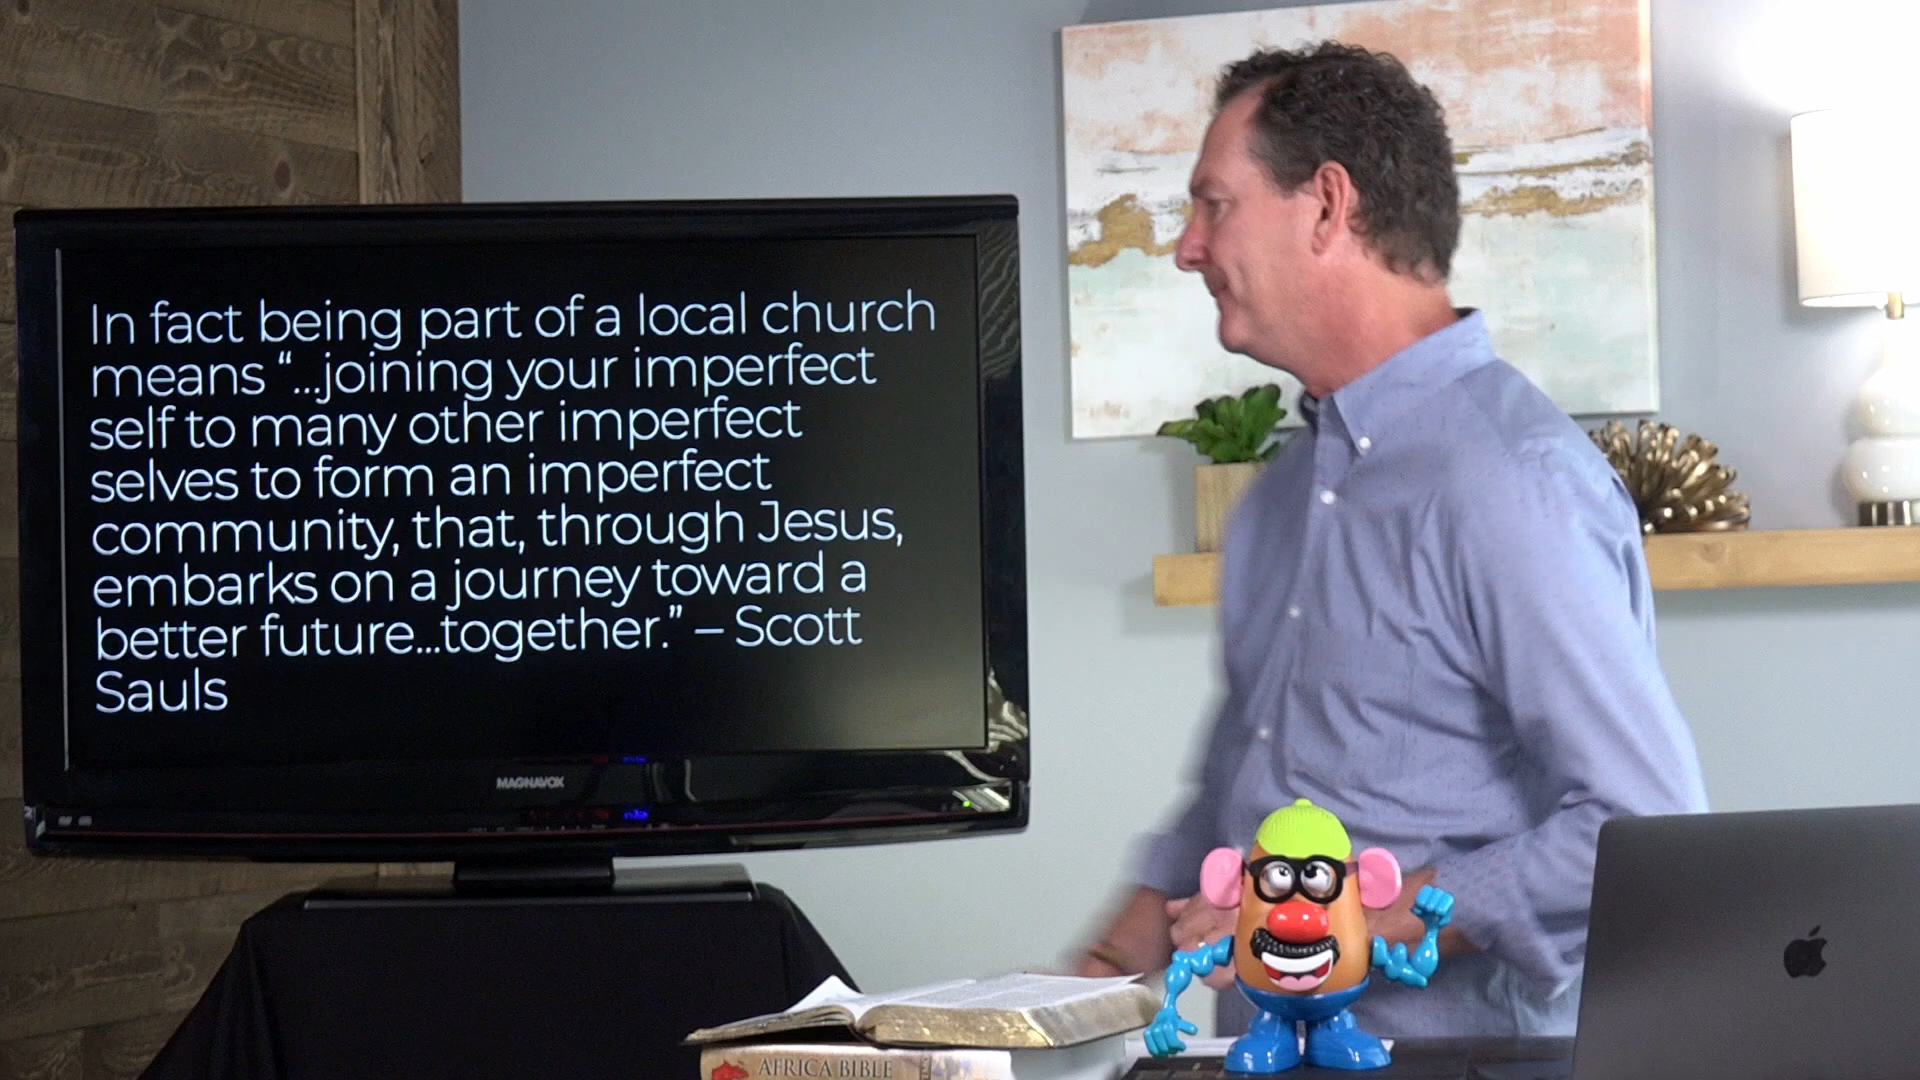 In fact being part of a local church
means “...joining your imperfect
self to many other imperfect
selves to form an imperfect
community, that, through Jesus,
embarks on a journey toward a
better future...together.” – Scott
Sauls
MAGNAVOX
AFRICA BIBLE